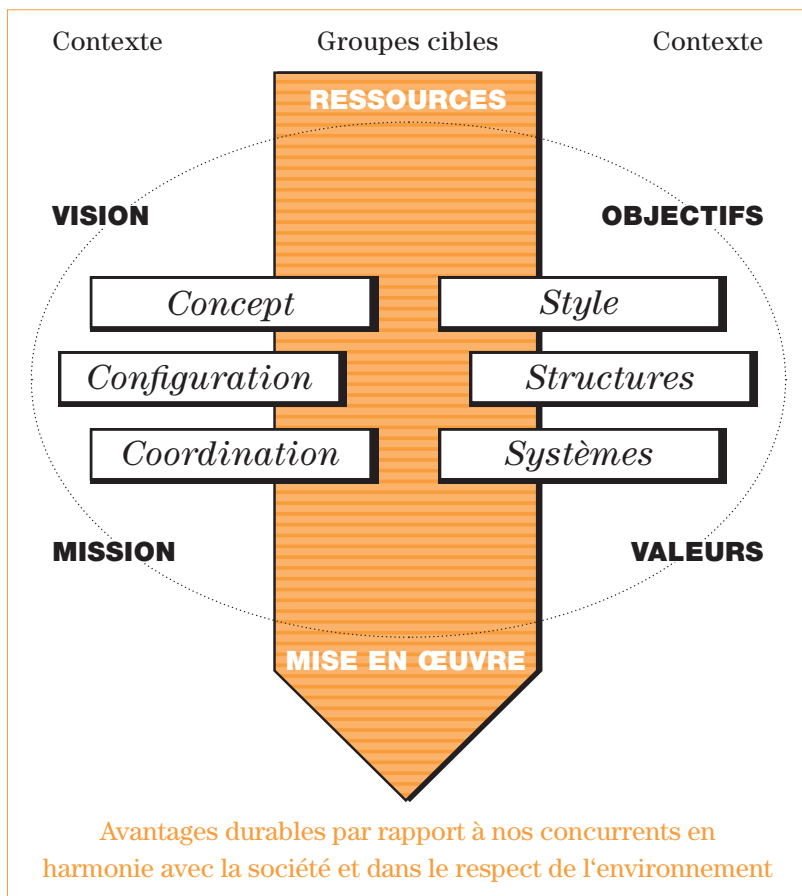 Contexte Groupes cibles Contexte
RESSOURCES
VISION OBJECTIFS
Concept Style
Configuration Structures
Coordination Systèmes
MISSION VALEURS
MISE EN ŒUVRE
Avantages durables par rapport à nos concurrents en
harmonie avec la société et dans le respect de l‘environnement